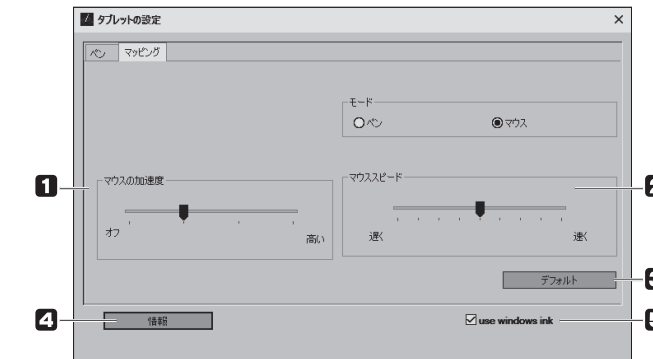 タブレットの設定
ペン マッピング
モード
ペン マウス
1 マウスの加速度
マウススピード
オフ 高い
遅く 速く
デフォルト
4 情報
use windows ink